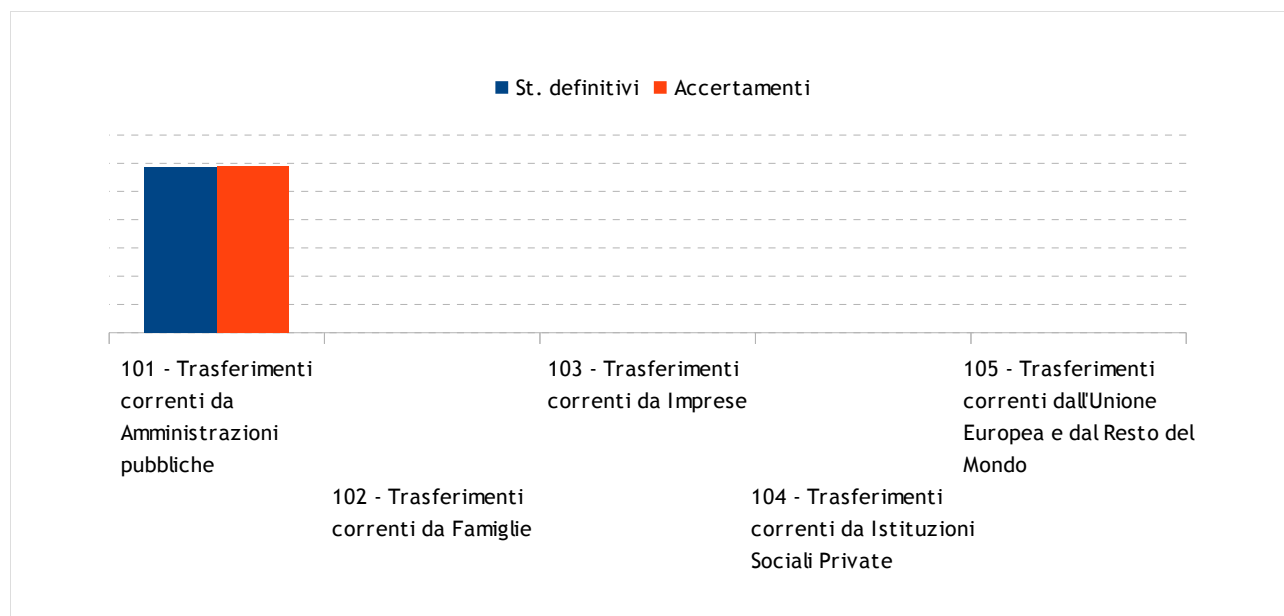 St. definitivi Accertamenti
101 - Trasferimenti
correnti da
Amministrazioni
pubbliche
102 - Trasferimenti
correnti da Famiglie
103 - Trasferimenti
correnti da Imprese
104 - Trasferimenti
correnti da Istituzioni
Sociali Private
105 - Trasferimenti
correnti dall'Unione
Europea e dal Resto del
Mondo